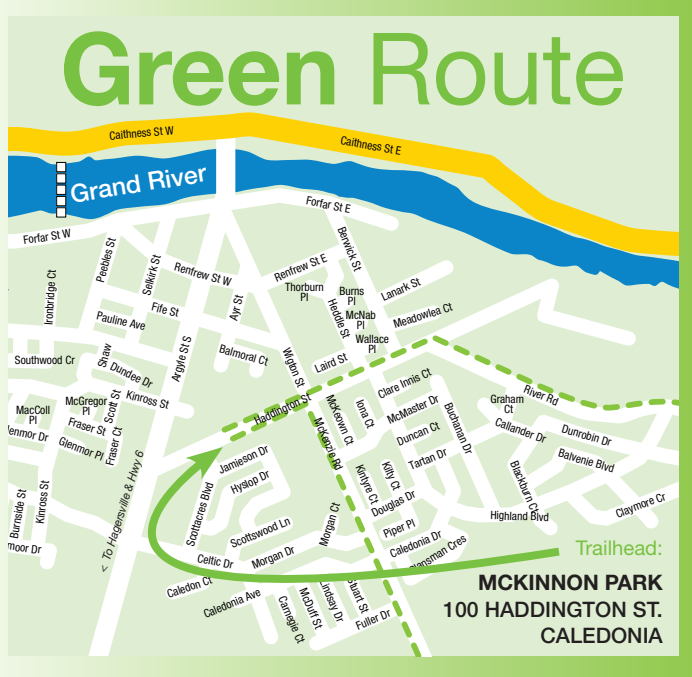 Green Route
Caithness St W
Caithness St E
Grand River
Forfar St E
Forfar St W
Berwick St
Peebles St
Selkirk St
Renfrew St W
Renfrew St E
Lanark St
Ironbridge Ct
Thorburn
Pl
Burns
Pl
Heddle St
McNab
Pl
Meadowlea Ct
Fife St
Ayr St
Pauline Ave
Wallace
Pl
Argyle St S
Balmoral Ct
Wigton St
Laird St
Southwood Cr
Shaw
Dundee Dr
Clare Innis Ct
River Rd
Kinross St
McGregor
Pl
Scott St
MacColl
Pl
Haddington St
McKeown Ct
Iona Ct
McMaster Dr
Graham
Ct
Fraser St
Fraser Ct
lenmor Dr
Glenmor Pl
McKenzie Rd
Duncan Ct
Buchanan Dr
Callander Dr
Dunrobin Dr
Jamieson Dr
Tartan Dr
Balvenie Blvd
Hyslop Dr
Kintyre Ct
Kilty Ct
Blackburn Ct
Burnside St
Kinross St
Scottacres Blvd
Douglas Dr
Claymore Cr
< To Hagersville & Hwy 6
Scottswood Ln
Morgan Ct
Piper Pl
Highland Blvd
moor Dr
Celtic Dr
Morgan Dr
Caledonia Dr
lansman Cres
Trailhead:
Caledon Ct
Caledonia Ave
Carnegie Ct
McDuff St
Lindsay Dr
Stuart St
Fuller Dr
MCKINNON PARK
100 HADDINGTON ST.
CALEDONIA